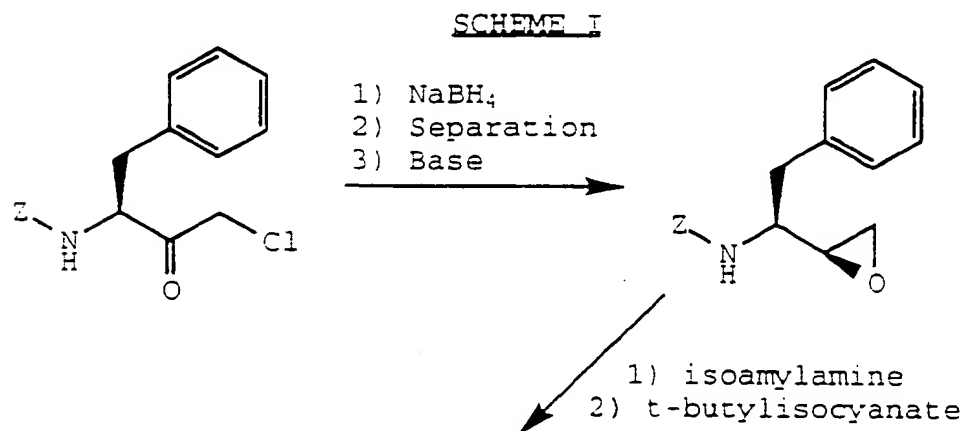 SCHEME I
1) NaBH₄
2) Separation
3) Base
Z
N
H
Cl
O
Z
N
H
O
1) isoamylamine
2) t-butylisocyanate